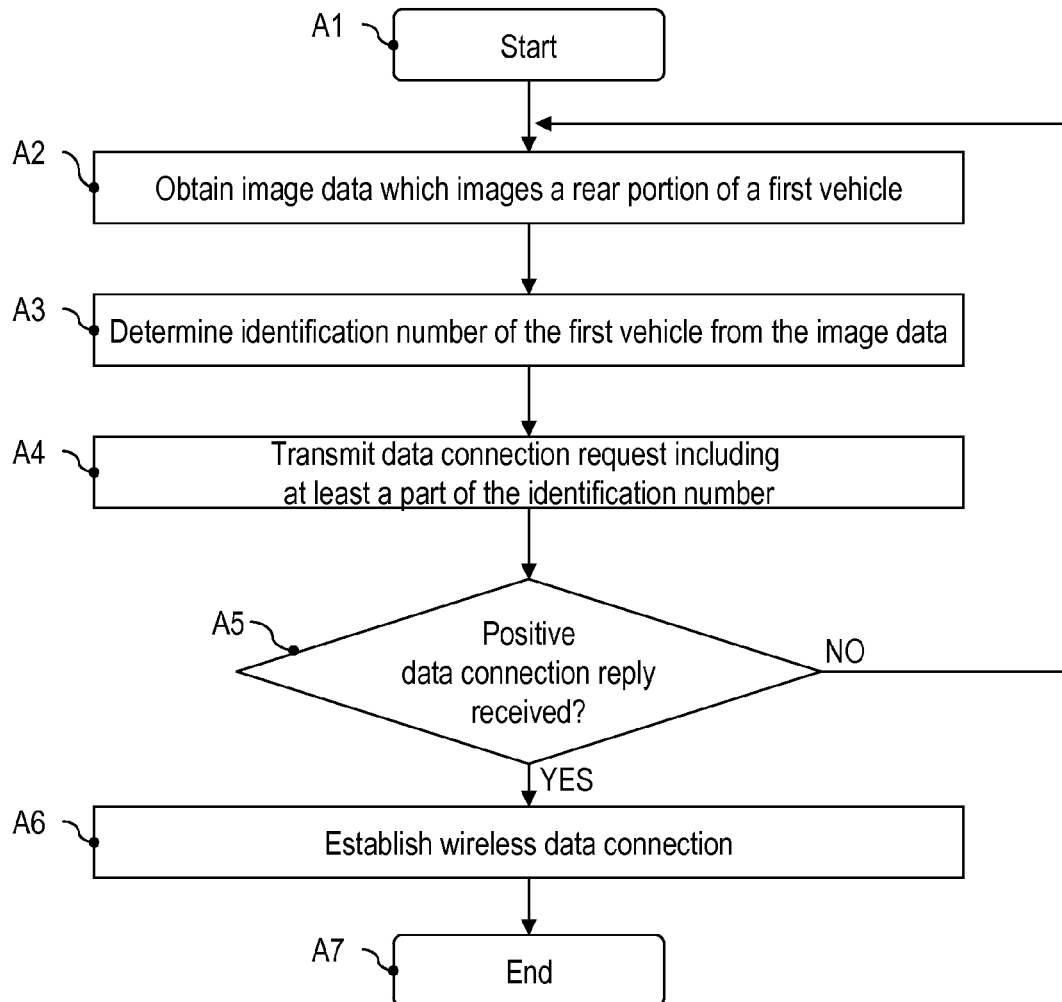 A1
Start
A2
Obtain image data which images a rear portion of a first vehicle
A3
Determine identification number of the first vehicle from the image data
A4
Transmit data connection request including
at least a part of the identification number
A5
Positive
data connection reply
received?
NO
YES
A6
Establish wireless data connection
A7
End